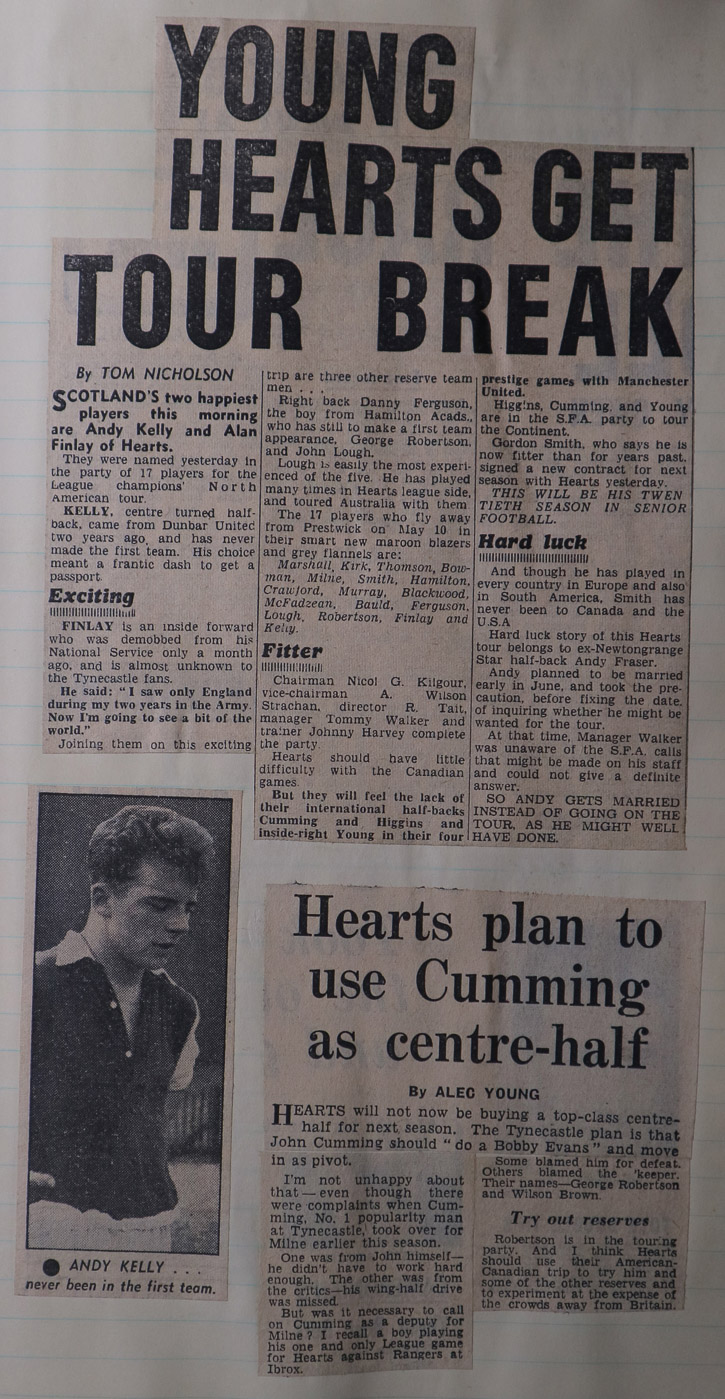 YOUNG
HEARTS GET
TOUR BREAK
By TOM NICHOLSON
SCOTLAND'S two happiest
players this morning
are Andy Kelly and Alan
Finlay of Hearts.
They were named yesterday in
the party of 17 players for the
League champions' North
American tour.
KELLY, centre turned half-
back, came from Dunbar United
two years ago, and has never
made the first team. His choice
meant a frantic dash to get a
passport.
Exciting
FINLAY is an inside forward
who was demobbed from his
National Service only a month
ago, and is almost unknown to
the Tynecastle fans.
He said: "I saw only England
during my two years in the Army.
Now I'm going to see a bit of the
world."
Joining them on this exciting
trip are three other reserve team
men . . .
Right back Danny Ferguson,
the boy from Hamilton Acads.,
who has still to make a first team
appearance, George Robertson,
and John Lough.
Lough is easily the most experi-
enced of the five. He has played
many times in Hearts league side,
and toured Australia with them.
The 17 players who fly away
from Prestwick on May 10 in
their smart new maroon blazers
and grey flannels are:
Marshall, Kirk, Thomson, Bow-
man, Milne, Smith, Hamilton,
Crawford, Murray, Blackwood,
McFadzean, Bauld, Ferguson,
Lough, Robertson, Finlay and
Kelly.
Fitter
Chairman Nicol G. Kilgour,
vice-chairman A. Wilson
Strachan, director R. Tait,
manager Tommy Walker and
trainer Johnny Harvey complete
the party.
Hearts should have little
difficulty with the Canadian
games.
But they will feel the lack of
their international half-backs
Cumming and Higgins and
inside-right Young in their four
prestige games with Manchester
United.
Higgins, Cumming, and Young
are in the S.F.A. party to tour
the Continent.
Gordon Smith, who says he is
now fitter than for years past,
signed a new contract for next
season with Hearts yesterday.
THIS WILL BE HIS TWEN
TIETH SEASON IN SENIOR
FOOTBALL.
Hard luck
And though he has played in
every country in Europe and also
in South America, Smith has
never been to Canada and the
U.S.A
Hard luck story of this Hearts
tour belongs to ex-Newtongrange
Star half-back Andy Fraser.
Andy planned to be married
early in June, and took the pre-
caution, before fixing the date,
of inquiring whether he might be
wanted for the tour.
At that time, Manager Walker
was unaware of the S.F.A. calls
that might be made on his staff
and could not give a definite
answer.
SO ANDY GETS MARRIED
INSTEAD OF GOING ON THE
TOUR, AS HE MIGHT WELL
HAVE DONE.
ANDY KELLY . . .
never been in the first team.
Hearts plan to
use Cumming
as centre-half
By ALEC YOUNG
HEARTS will not now be buying a top-class centre-
half for next season. The Tynecastle plan is that
John Cumming should "do a Bobby Evans" and move
in as pivot.
I'm not unhappy about
that—even though there
were complaints when Cum-
ming, No. 1 popularity man
at Tynecastle, took over for
Milne earlier this season.
One was from John himself—
he didn't have to work hard
enough. The other was from
the critics—his wing-half drive
was missed.
But was it necessary to call
on Cumming as a deputy for
Milne? I recall a boy playing
his one and only League game
for Hearts against Rangers at
Ibrox.
Some blamed him for defeat.
Others blamed the 'keeper.
Their names—George Robertson
and Wilson Brown.
Try out reserves
Robertson is in the touring
party. And I think Hearts
should use their American-
Canadian trip to try him and
some of the other reserves and
to experiment at the expense of
the crowds away from Britain.